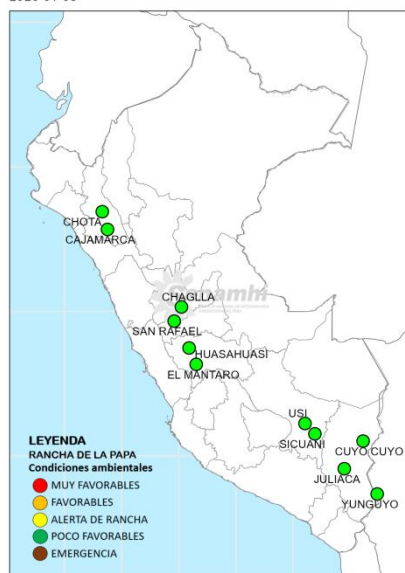 CHOTA
CAJAMARCA
Senamhi
CHAGLLA
SAN RAFAEL
HUASAHUASI
EL MANTARO
USI
SICUANI
CUYO CUYO
JULIACA
YUNGUYO
LEYENDA
RANCHA DE LA PAPA
Condiciones ambientales
MUY FAVORABLES
FAVORABLES
ALERTA DE RANCHA
POCO FAVORABLES
EMERGENCIA